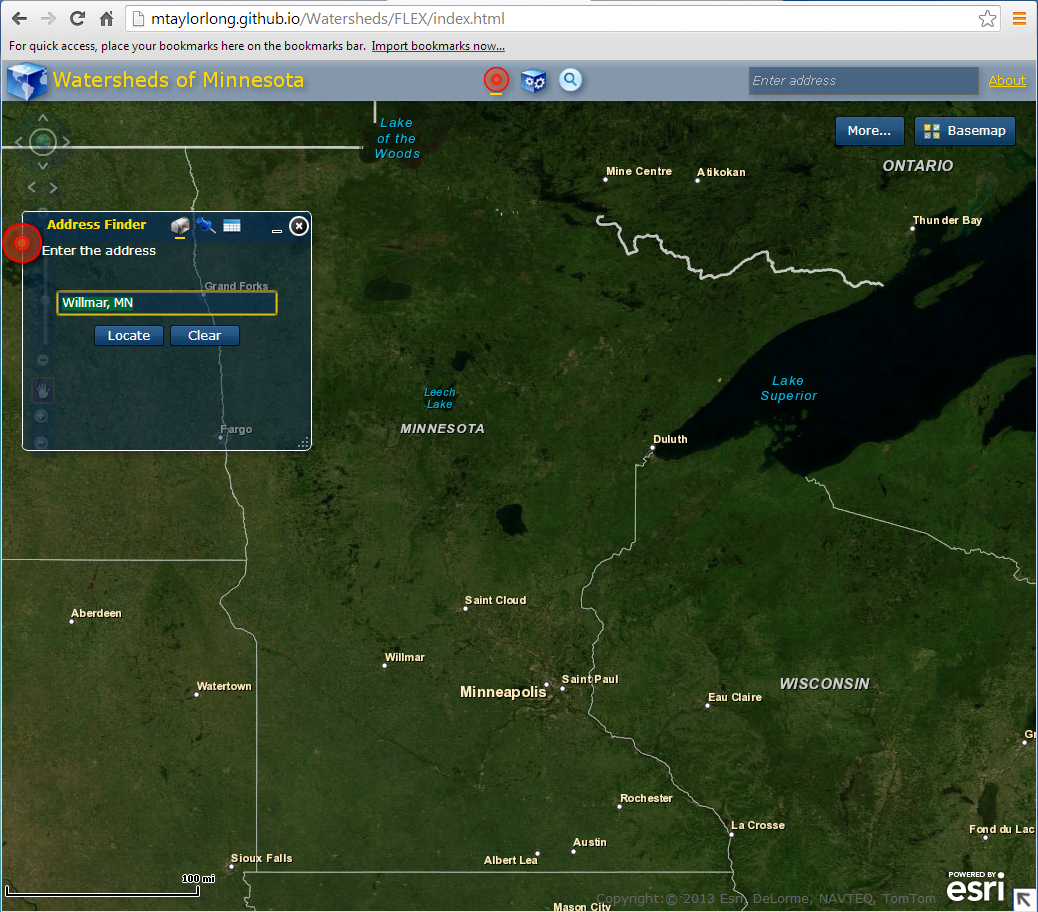 mtaylorlong.github.io/Watersheds/FLEX/index.html
For quick access, place your bookmarks here on the bookmarks bar. Import bookmarks now...
Watersheds of Minnesota
Enter address
About
Lake
of the
Woods
More...
Basemap
ONTARIO
Mine Centre
Atikokan
Thunder Bay
Address Finder
Enter the address
Grand Forks
Willmar, MN
Locate
Clear
Fargo
Leech
Lake
MINNESOTA
Lake
Superior
Duluth
Saint Cloud
Aberdeen
Willmar
Watertown
Minneapolis
Saint Paul
Eau Claire
WISCONSIN
Rochester
La Crosse
Fond du Lac
Austin
Albert Lea
Sioux Falls
100 mi
Mason City
Copyright:© 2013 Esri, DeLorme, NAVTEQ, TomTom
POWERED BY
esri